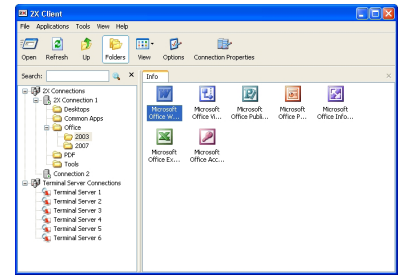 2X Client
File Applications Tools View Help
Open Refresh Up Folders View Options Connection Properties
Search:
Info
2X Connections
2X Connection 1
Desktops
Common Apps
Office
2003
2007
PDF
Tools
Connection 2
Terminal Server Connections
Terminal Server 1
Terminal Server 2
Terminal Server 3
Terminal Server 4
Terminal Server 5
Terminal Server 6
Microsoft Office W...
Microsoft Office Vi...
Microsoft Office Publi...
Microsoft Office P...
Microsoft Office Info...
Microsoft Office Ex...
Microsoft Office Acc...